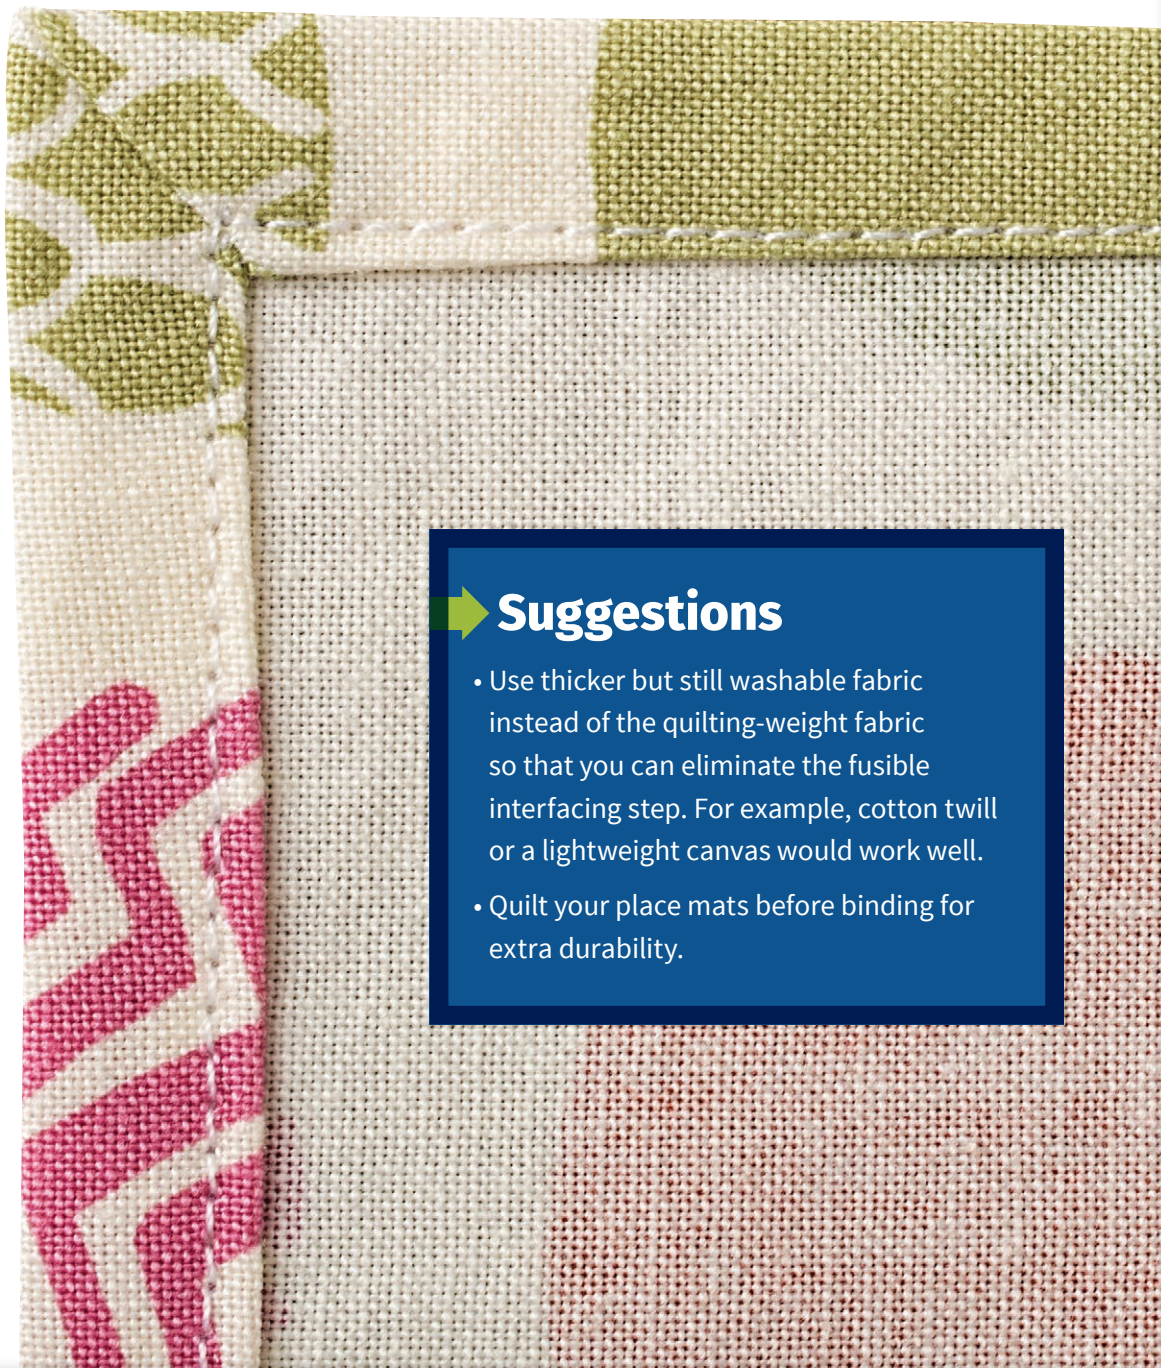 Suggestions
• Use thicker but still washable fabric
instead of the quilting-weight fabric
so that you can eliminate the fusible
interfacing step. For example, cotton twill
or a lightweight canvas would work well.
• Quilt your place mats before binding for
extra durability.